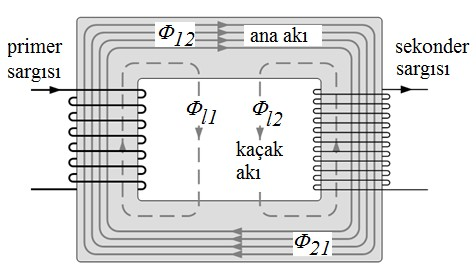 Φ12
ana akı
primer
sargısı
sekonder
sargısı
Φl1
Φl2
kaçak
akı
Φ21